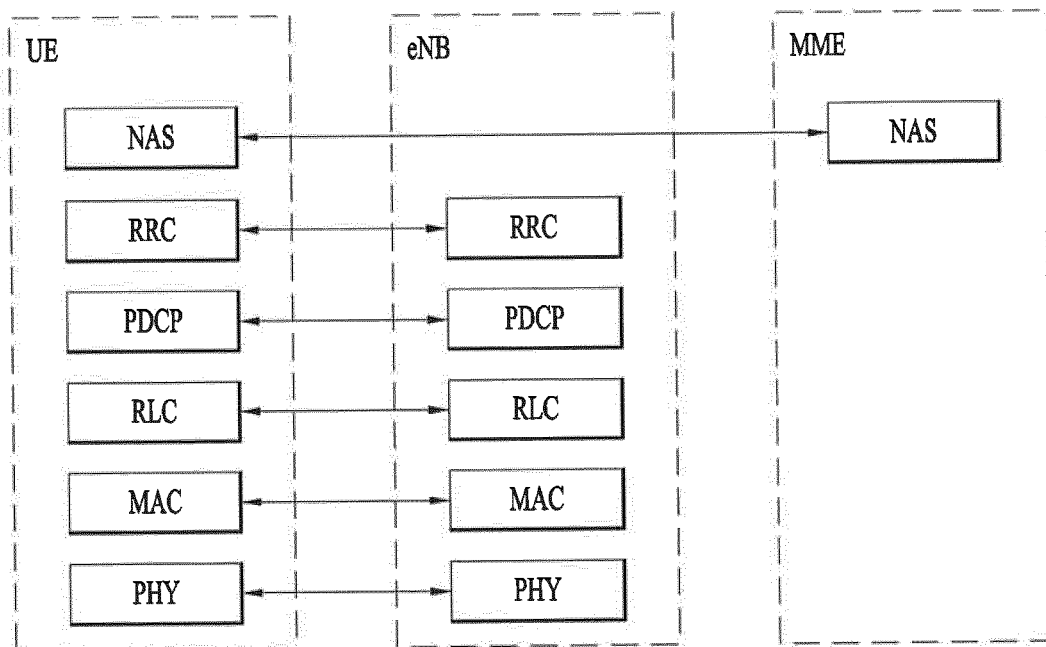 UE
eNB
MME
NAS
NAS
RRC
RRC
PDCP
PDCP
RLC
RLC
MAC
MAC
PHY
PHY